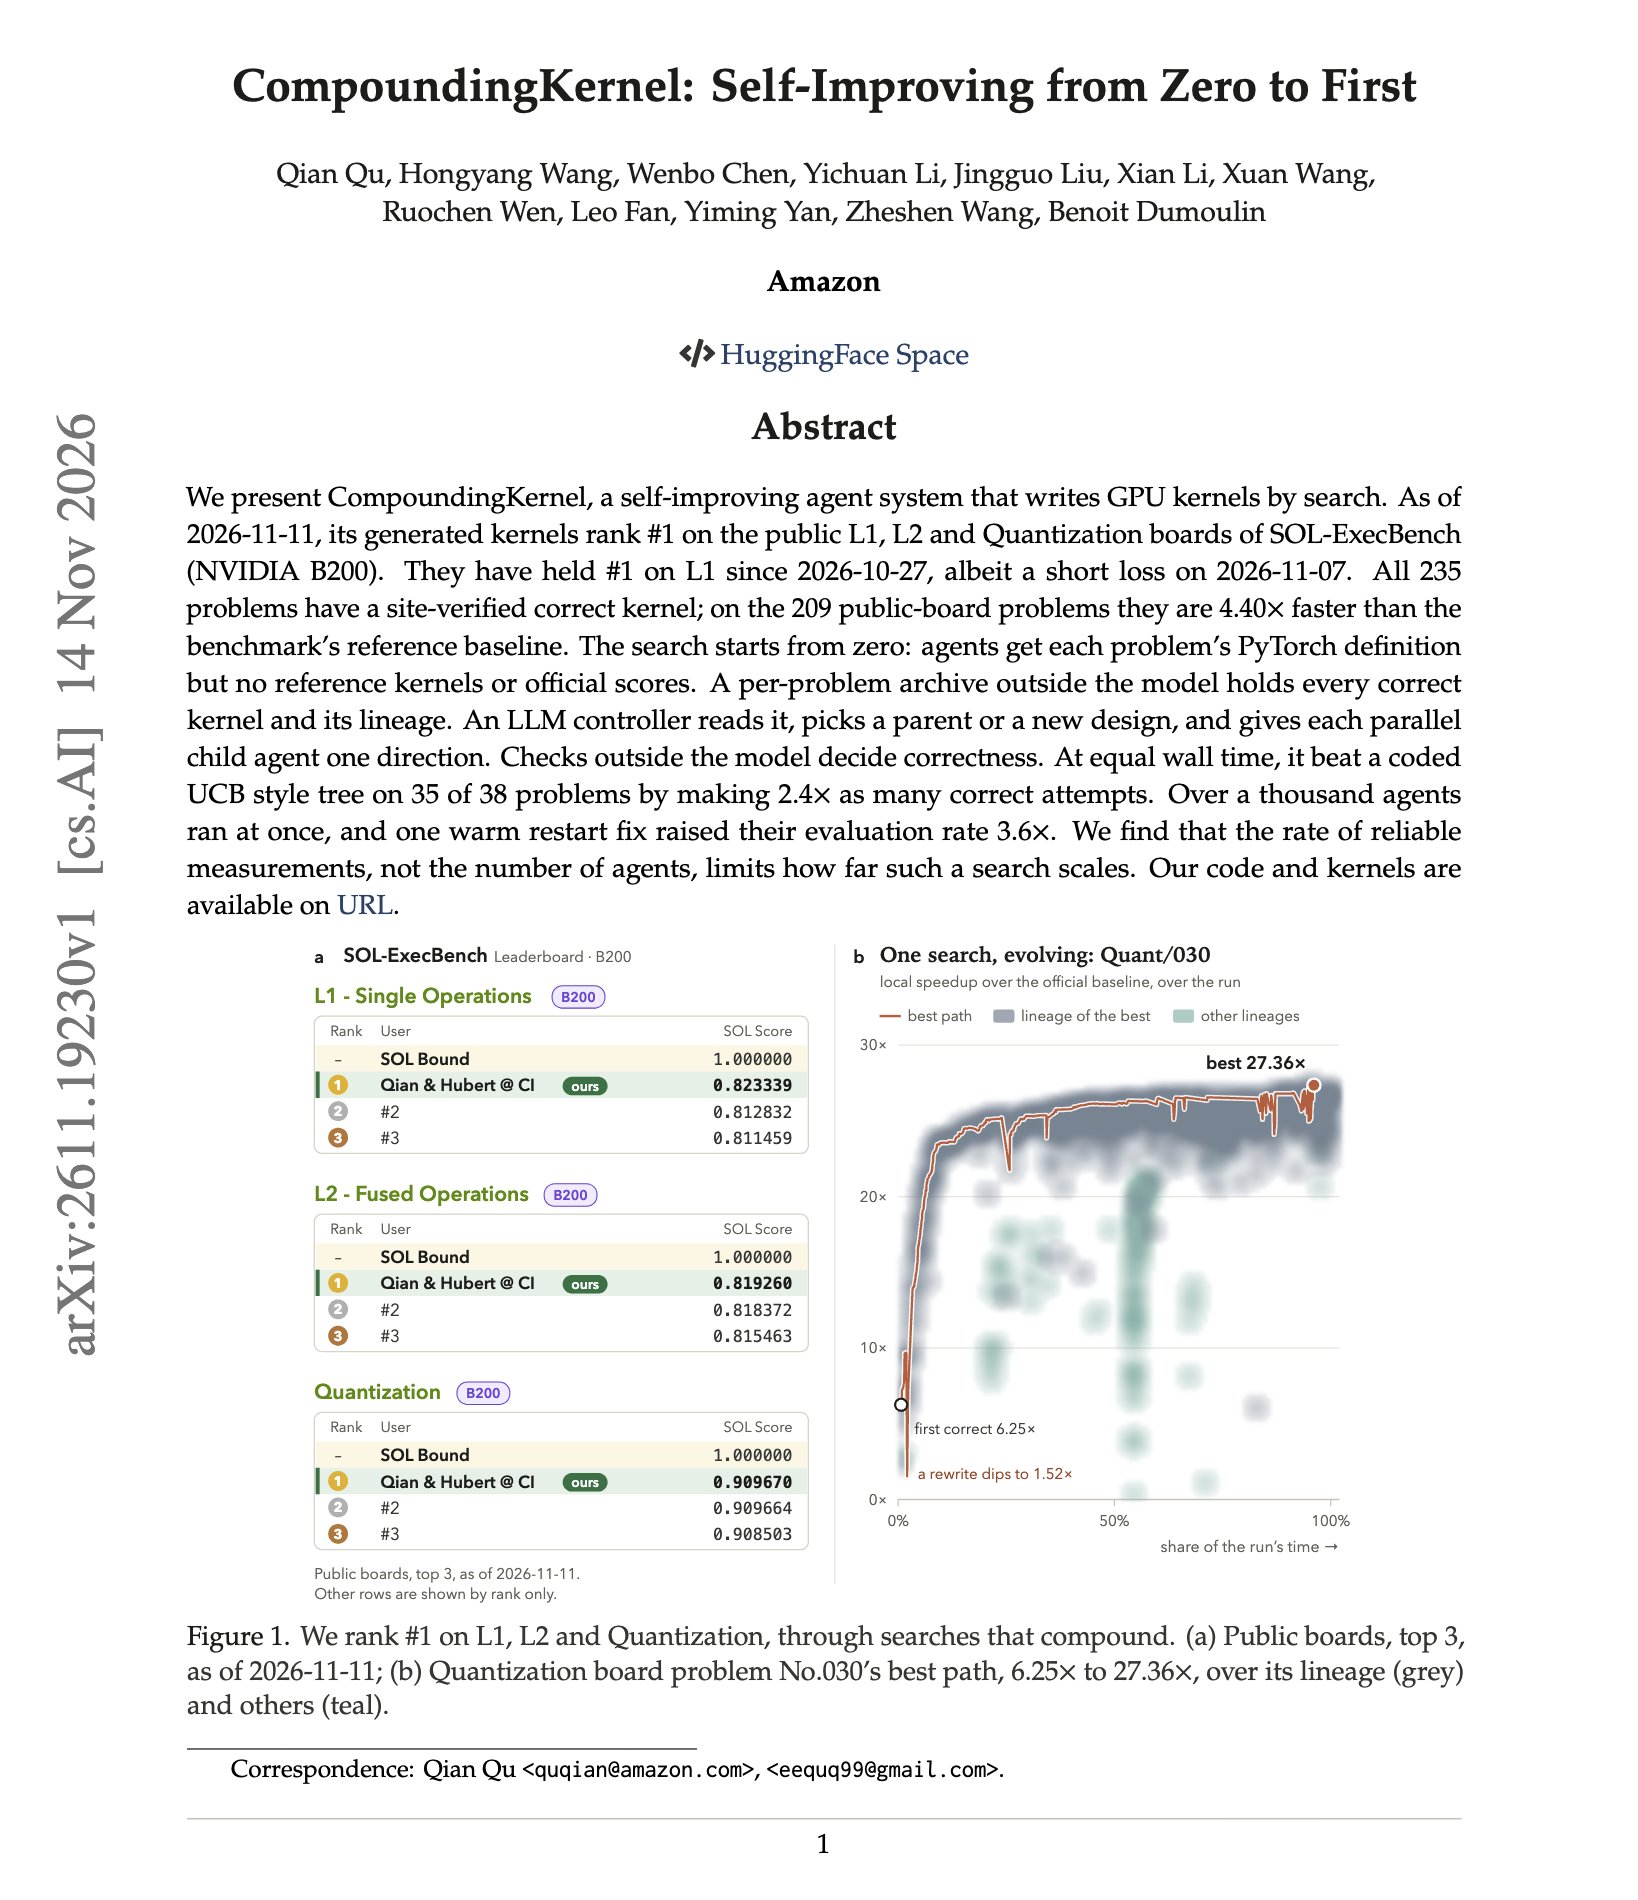 CompoundingKernel: Self-Improving from Zero to First
Qian Qu, Hongyang Wang, Wenbo Chen, Yichuan Li, Jingguo Liu, Xian Li, Xuan Wang,
Ruochen Wen, Leo Fan, Yiming Yan, Zheshen Wang, Benoit Dumoulin
Amazon
</> HuggingFace Space
arXiv:2611.19230v1 [cs.AI] 14 Nov 2026
Abstract
We present CompoundingKernel, a self-improving agent system that writes GPU kernels by search. As of
2026-11-11, its generated kernels rank #1 on the public L1, L2 and Quantization boards of SOL-ExecBench
(NVIDIA B200). They have held #1 on L1 since 2026-10-27, albeit a short loss on 2026-11-07. All 235
problems have a site-verified correct kernel; on the 209 public-board problems they are 4.40× faster than the
benchmark's reference baseline. The search starts from zero: agents get each problem's PyTorch definition
but no reference kernels or official scores. A per-problem archive outside the model holds every correct
kernel and its lineage. An LLM controller reads it, picks a parent or a new design, and gives each parallel
child agent one direction. Checks outside the model decide correctness. At equal wall time, it beat a coded
UCB style tree on 35 of 38 problems by making 2.4× as many correct attempts. Over a thousand agents
ran at once, and one warm restart fix raised their evaluation rate 3.6×. We find that the rate of reliable
measurements, not the number of agents, limits how far such a search scales. Our code and kernels are
available on URL.
a SOL-ExecBench Leaderboard · B200
L1 - Single Operations B200
Rank User SOL Score
– SOL Bound 1.000000
1 Qian & Hubert @ CI ours 0.823339
2 #2 0.812832
3 #3 0.811459
L2 - Fused Operations B200
Rank User SOL Score
– SOL Bound 1.000000
1 Qian & Hubert @ CI ours 0.819260
2 #2 0.818372
3 #3 0.815463
Quantization B200
Rank User SOL Score
– SOL Bound 1.000000
1 Qian & Hubert @ CI ours 0.909670
2 #2 0.909664
3 #3 0.908503
Public boards, top 3, as of 2026-11-11.
Other rows are shown by rank only.
b One search, evolving: Quant/030
local speedup over the official baseline, over the run
best path lineage of the best other lineages
30×
best 27.36×
20×
10×
first correct 6.25×
a rewrite dips to 1.52×
0×
0% 50% 100%
share of the run's time →
Figure 1. We rank #1 on L1, L2 and Quantization, through searches that compound. (a) Public boards, top 3,
as of 2026-11-11; (b) Quantization board problem No.030's best path, 6.25× to 27.36×, over its lineage (grey)
and others (teal).
Correspondence: Qian Qu <quqian@amazon.com>, <eequq99@gmail.com>.
1